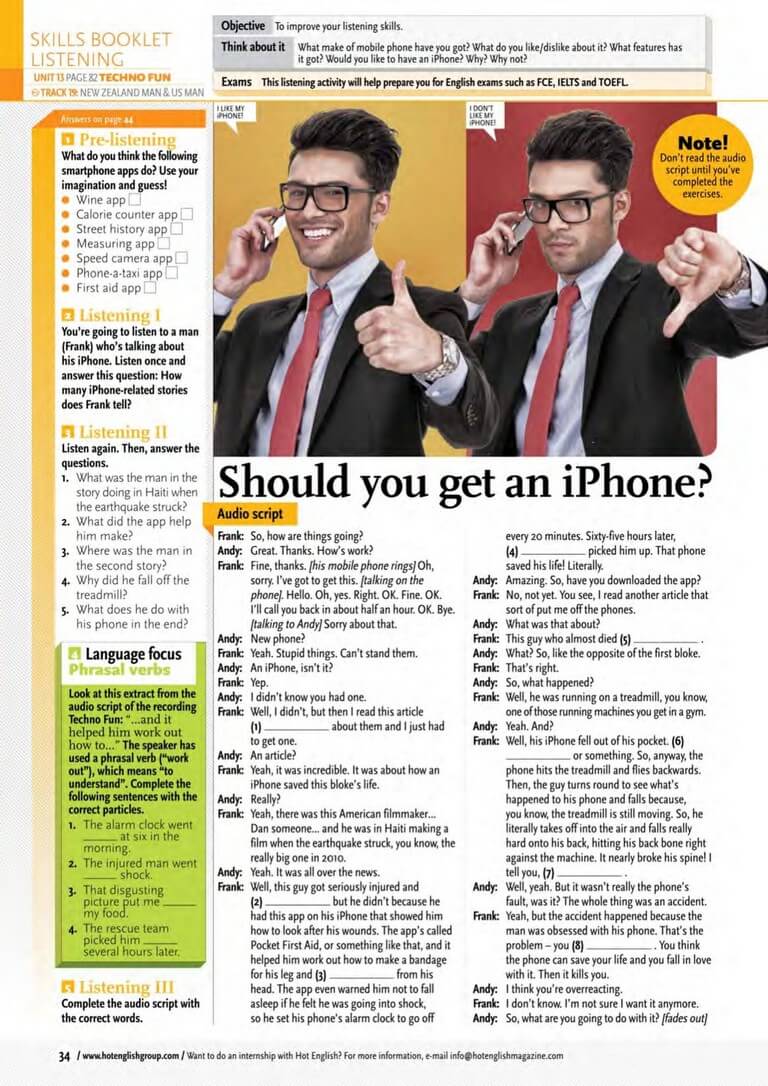 SKILLS BOOKLET
LISTENING
UNIT 13 PAGE 82 TECHNO FUN
TRACK 19: NEW ZEALAND MAN & US MAN
Objective To improve your listening skills.
Think about it What make of mobile phone have you got? What do you like/dislike about it? What features has
it got? Would you like to have an iPhone? Why? Why not?
Exams This listening activity will help prepare you for English exams such as FCE, IELTS and TOEFL.
Answers on page 44
1 Pre-listening
What do you think the following
smartphone apps do? Use your
imagination and guess!
Wine app
Calorie counter app
Street history app
Measuring app
Speed camera app
Phone-a-taxi app
First aid app
2 Listening I
You're going to listen to a man
(Frank) who's talking about
his iPhone. Listen once and
answer this question: How
many iPhone-related stories
does Frank tell?
3 Listening II
Listen again. Then, answer the
questions.
1. What was the man in the
story doing in Haiti when
the earthquake struck?
2. What did the app help
him make?
3. Where was the man in
the second story?
4. Why did he fall off the
treadmill?
5. What does he do with
his phone in the end?
4 Language focus
Phrasal verbs
Look at this extract from the
audio script of the recording
Techno Fun: "...and it
helped him work out
how to..." The speaker has
used a phrasal verb ("work
out"), which means "to
understand". Complete the
following sentences with the
correct particles.
1. The alarm clock went
______ at six in the
morning.
2. The injured man went
______ shock.
3. That disgusting
picture put me ______
my food.
4. The rescue team
picked him ______
several hours later.
5 Listening III
Complete the audio script with
the correct words.
I LIKE MY
iPHONE!
I DON'T
LIKE MY
iPHONE!
Note!
Don't read the audio
script until you've
completed the
exercises.
Should you get an iPhone?
Audio script
Frank: So, how are things going?
Andy: Great. Thanks. How's work?
Frank: Fine, thanks. [his mobile phone rings] Oh,
sorry. I've got to get this. [talking on the
phone]. Hello. Oh, yes. Right. OK. Fine. OK.
I'll call you back in about half an hour. OK. Bye.
[talking to Andy] Sorry about that.
Andy: New phone?
Frank: Yeah. Stupid things. Can't stand them.
Andy: An iPhone, isn't it?
Frank: Yep.
Andy: I didn't know you had one.
Frank: Well, I didn't, but then I read this article
(1) ______ about them and I just had
to get one.
Andy: An article?
Frank: Yeah, it was incredible. It was about how an
iPhone saved this bloke's life.
Andy: Really?
Frank: Yeah, there was this American filmmaker...
Dan someone... and he was in Haiti making a
film when the earthquake struck, you know, the
really big one in 2010.
Andy: Yeah. It was all over the news.
Frank: Well, this guy got seriously injured and
(2) ______ but he didn't because he
had this app on his iPhone that showed him
how to look after his wounds. The app's called
Pocket First Aid, or something like that, and it
helped him work out how to make a bandage
for his leg and (3) ______ from his
head. The app even warned him not to fall
asleep if he felt he was going into shock,
so he set his phone's alarm clock to go off
every 20 minutes. Sixty-five hours later,
(4) ______ picked him up. That phone
saved his life! Literally.
Andy: Amazing. So, have you downloaded the app?
Frank: No, not yet. You see, I read another article that
sort of put me off the phones.
Andy: What was that about?
Frank: This guy who almost died (5) ______ .
Andy: What? So, like the opposite of the first bloke.
Frank: That's right.
Andy: So, what happened?
Frank: Well, he was running on a treadmill, you know,
one of those running machines you get in a gym.
Andy: Yeah. And?
Frank: Well, his iPhone fell out of his pocket. (6)
______ or something. So, anyway, the
phone hits the treadmill and flies backwards.
Then, the guy turns round to see what's
happened to his phone and falls because,
you know, the treadmill is still moving. So, he
literally takes off into the air and falls really
hard onto his back, hitting his back bone right
against the machine. It nearly broke his spine! I
tell you, (7) ______ .
Andy: Well, yeah. But it wasn't really the phone's
fault, was it? The whole thing was an accident.
Frank: Yeah, but the accident happened because the
man was obsessed with his phone. That's the
problem – you (8) ______ . You think
the phone can save your life and you fall in love
with it. Then it kills you.
Andy: I think you're overreacting.
Frank: I don't know. I'm not sure I want it anymore.
Andy: So, what are you going to do with it? [fades out]
34 / www.hotenglishgroup.com / Want to do an internship with Hot English? For more information, e-mail info@hotenglishmagazine.com